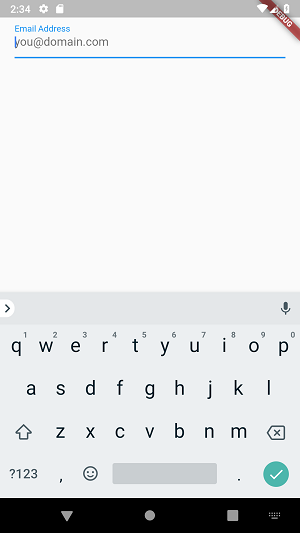 2:34
DEBUG
Email Address
you@domain.com
1 2 3 4 5 6 7 8 9 0
q w e r t y u i o p
a s d f g h j k l
z x c v b n m
?123 , .